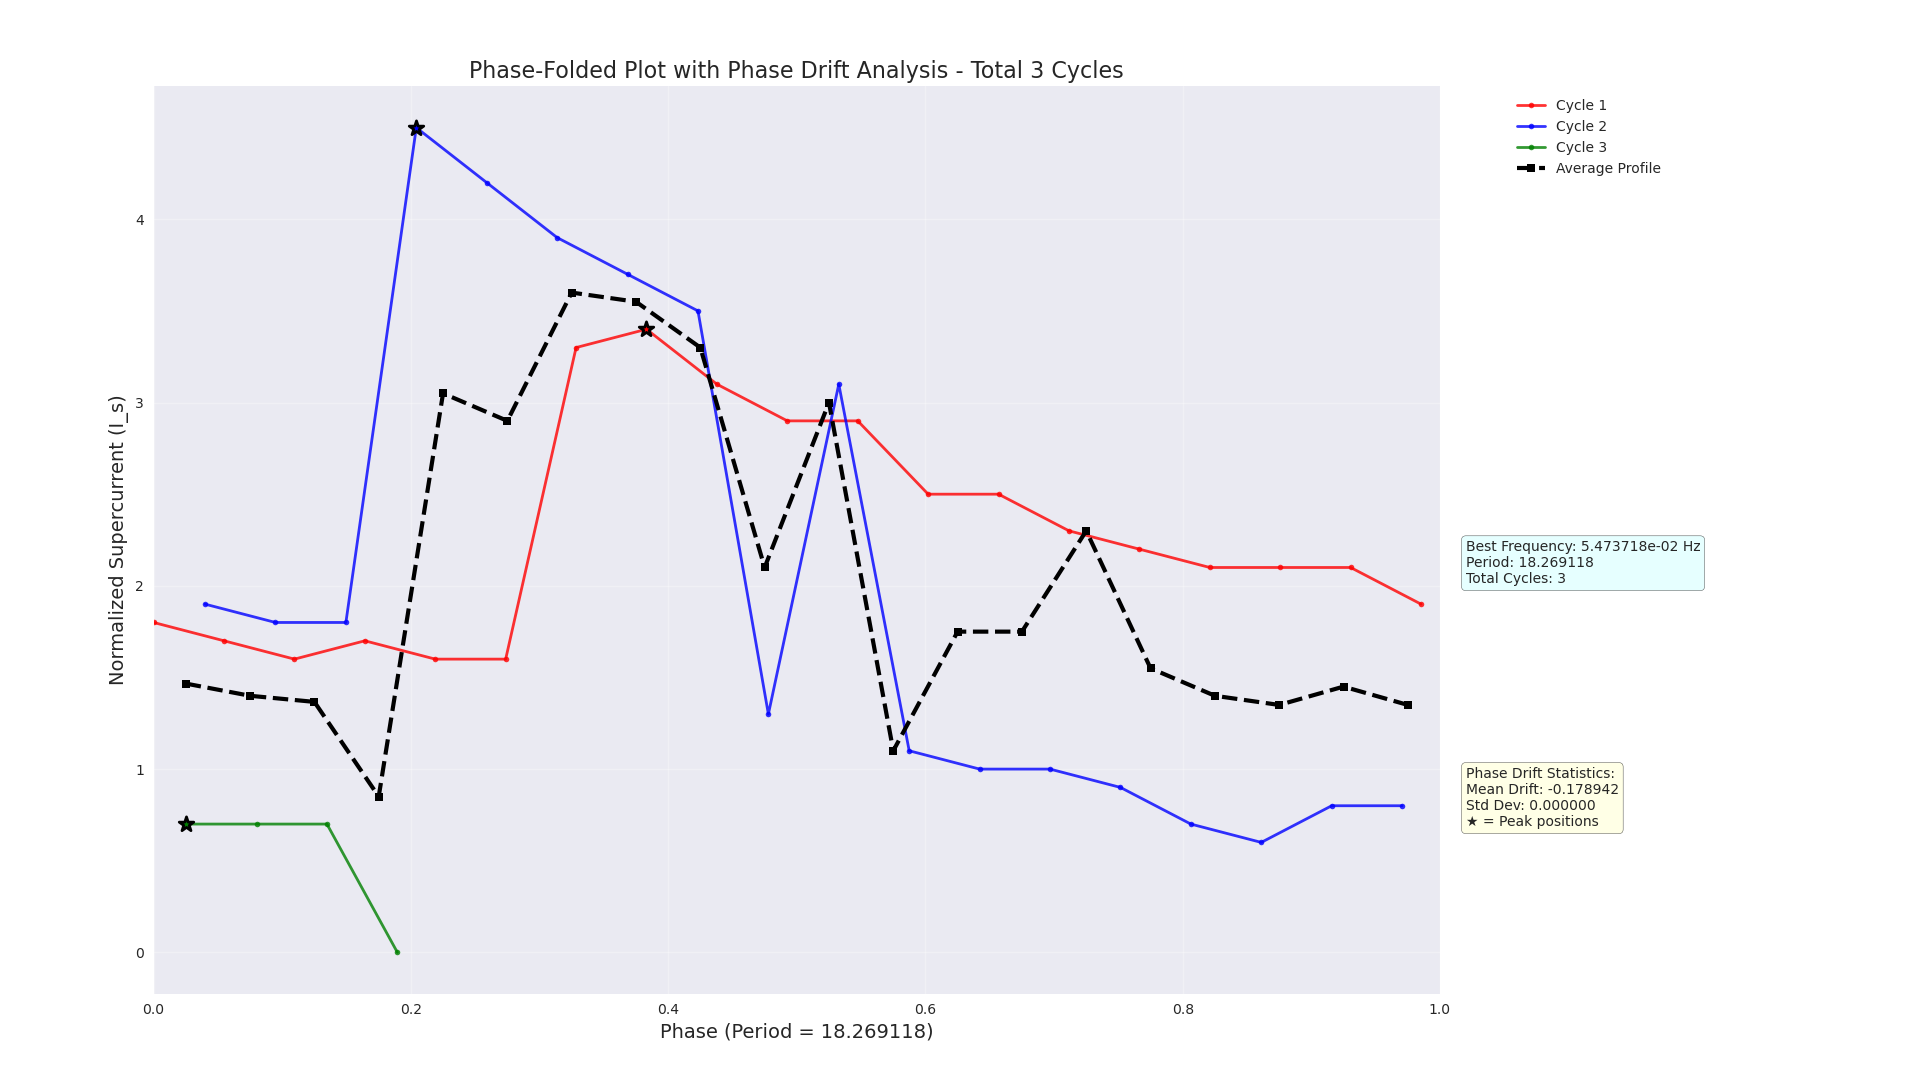 Phase-Folded Plot with Phase Drift Analysis - Total 3 Cycles
Normalized Supercurrent (I_s)
4
3
2
1
0
0.0
0.2
0.4
0.6
0.8
1.0
Phase (Period = 18.269118)
Cycle 1
Cycle 2
Cycle 3
Average Profile
Best Frequency: 5.473718e-02 Hz
Period: 18.269118
Total Cycles: 3
Phase Drift Statistics:
Mean Drift: -0.178942
Std Dev: 0.000000
★ = Peak positions